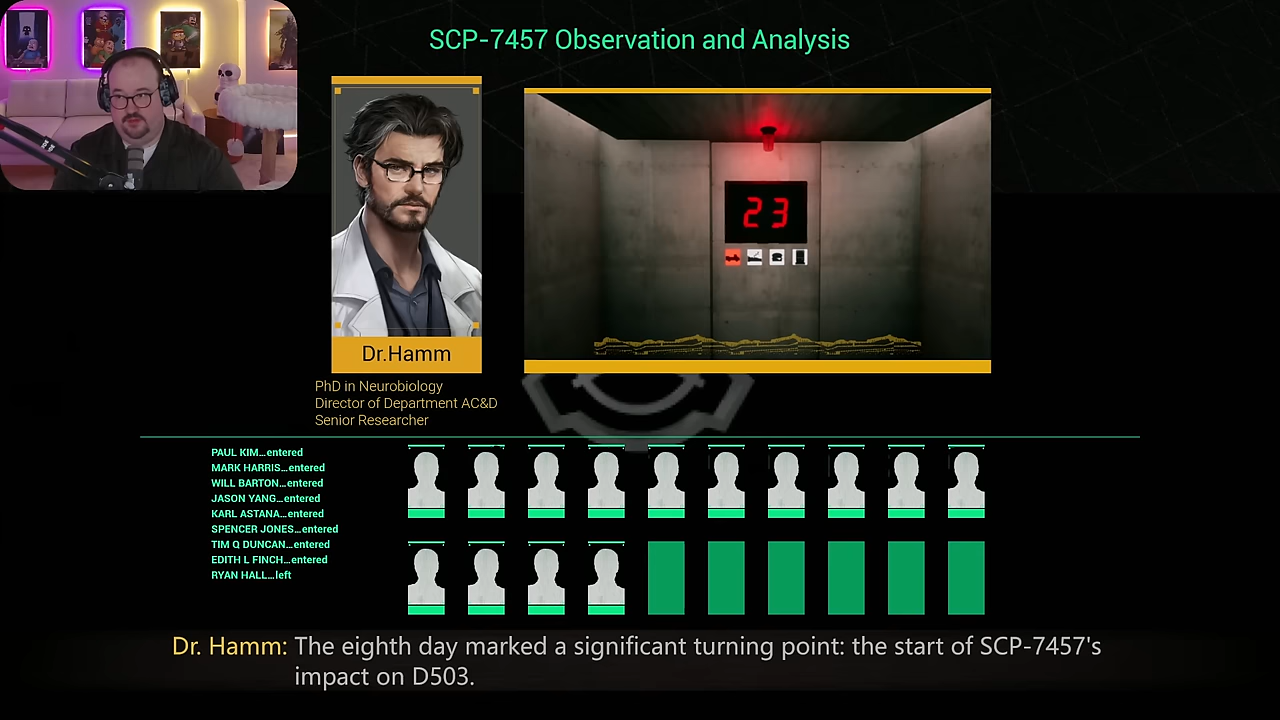 SCP-7457 Observation and Analysis
23
Dr.Hamm
PhD in Neurobiology
Director of Department AC&D
Senior Researcher
PAUL KIM...entered
MARK HARRIS...entered
WILL BARTON...entered
JASON YANG...entered
KARL ASTANA...entered
SPENCER JONES...entered
TIM Q DUNCAN...entered
EDITH L FINCH...entered
RYAN HALL...left
Dr. Hamm: The eighth day marked a significant turning point: the start of SCP-7457's
impact on D503.